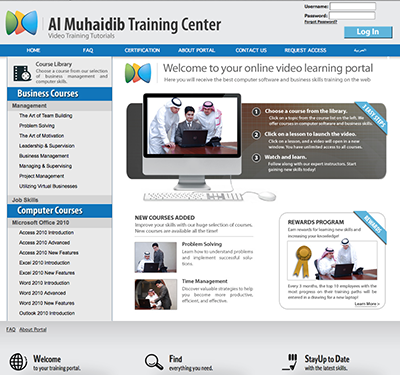 Username:
Al Muhaidib Training Center
Password:
Video Training Tutorials
Forgot Password?
Log In
HOME
FAQ
CERTIFICATION
ABOUT PORTAL
CONTACT US
REQUEST ACCESS
العربية
Course Library
Choose a course from our selection
of business management and
computer skills.
Business Courses
Management
The Art of Team Building
Problem Solving
The Art of Motivation
Leadership & Supervision
Business Management
Managing & Supervising
Project Management
Utilizing Virtual Businesses
Job Skills
Computer Courses
Microsoft Office 2010
Access 2010 Introduction
Access 2010 Advanced
Access 2010 New Features
Excel 2010 Introduction
Excel 2010 New Features
Word 2010 Introduction
Word 2010 Advanced
Word 2010 New Features
Outlook 2010 Introduction
Welcome to your online video learning portal
Here you will receive the best computer software and business skills training on the web
3 EASY STEPS
1 Choose a course from the library.
Click on a topic from the course list on the left. We
offer courses in computer software and business skills.
2 Click on a lesson to launch the video.
Click on a lesson, and a video will open in a new
window. You have unlimited access to all courses.
3 Watch and learn.
Follow along with our expert instructors. Start
gaining new skills today!
NEW COURSES ADDED
Improve your skills with our huge selection of courses.
New courses are available all the time!
Problem Solving
Learn how to understand problems
and implement successful solu-
tions.
Time Management
Discover valuable strategies to help
you become more productive,
efficient, and effective.
REWARDS
REWARDS PROGRAM
Earn rewards for learning new skills and
increasing your knowledge!
Every 3 months, the top 10 employees with the
most progress on their training paths will be
entered in a drawing for a new laptop!
Learn More >
FAQ About Portal
Welcome
to your training portal.
Find
everything you need.
StayUp to Date
with the latest skills.